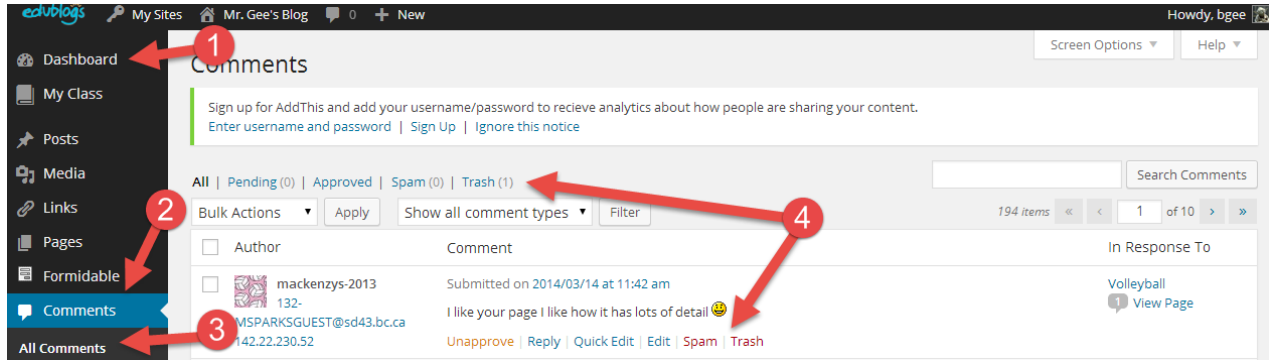 edublogs My Sites Mr. Gee's Blog 0 + New Howdy, bgee
Screen Options ▼ Help ▼
1
Dashboard
Comments
My Class
Sign up for AddThis and add your username/password to recieve analytics about how people are sharing your content.
Enter username and password | Sign Up | Ignore this notice
Posts
Media
All | Pending (0) | Approved | Spam (0) | Trash (1)
Search Comments
Links
2
Bulk Actions ▼ Apply Show all comment types ▼ Filter
4
194 items « ‹ 1 of 10 › »
Pages
Author Comment In Response To
Formidable
mackenzys-2013 Submitted on 2014/03/14 at 11:42 am Volleyball
Comments
132- 1 View Page
MSPARKSGUEST@sd43.bc.ca I like your page I like how it has lots of detail
3
142.22.230.52 Unapprove | Reply | Quick Edit | Edit | Spam | Trash
All Comments